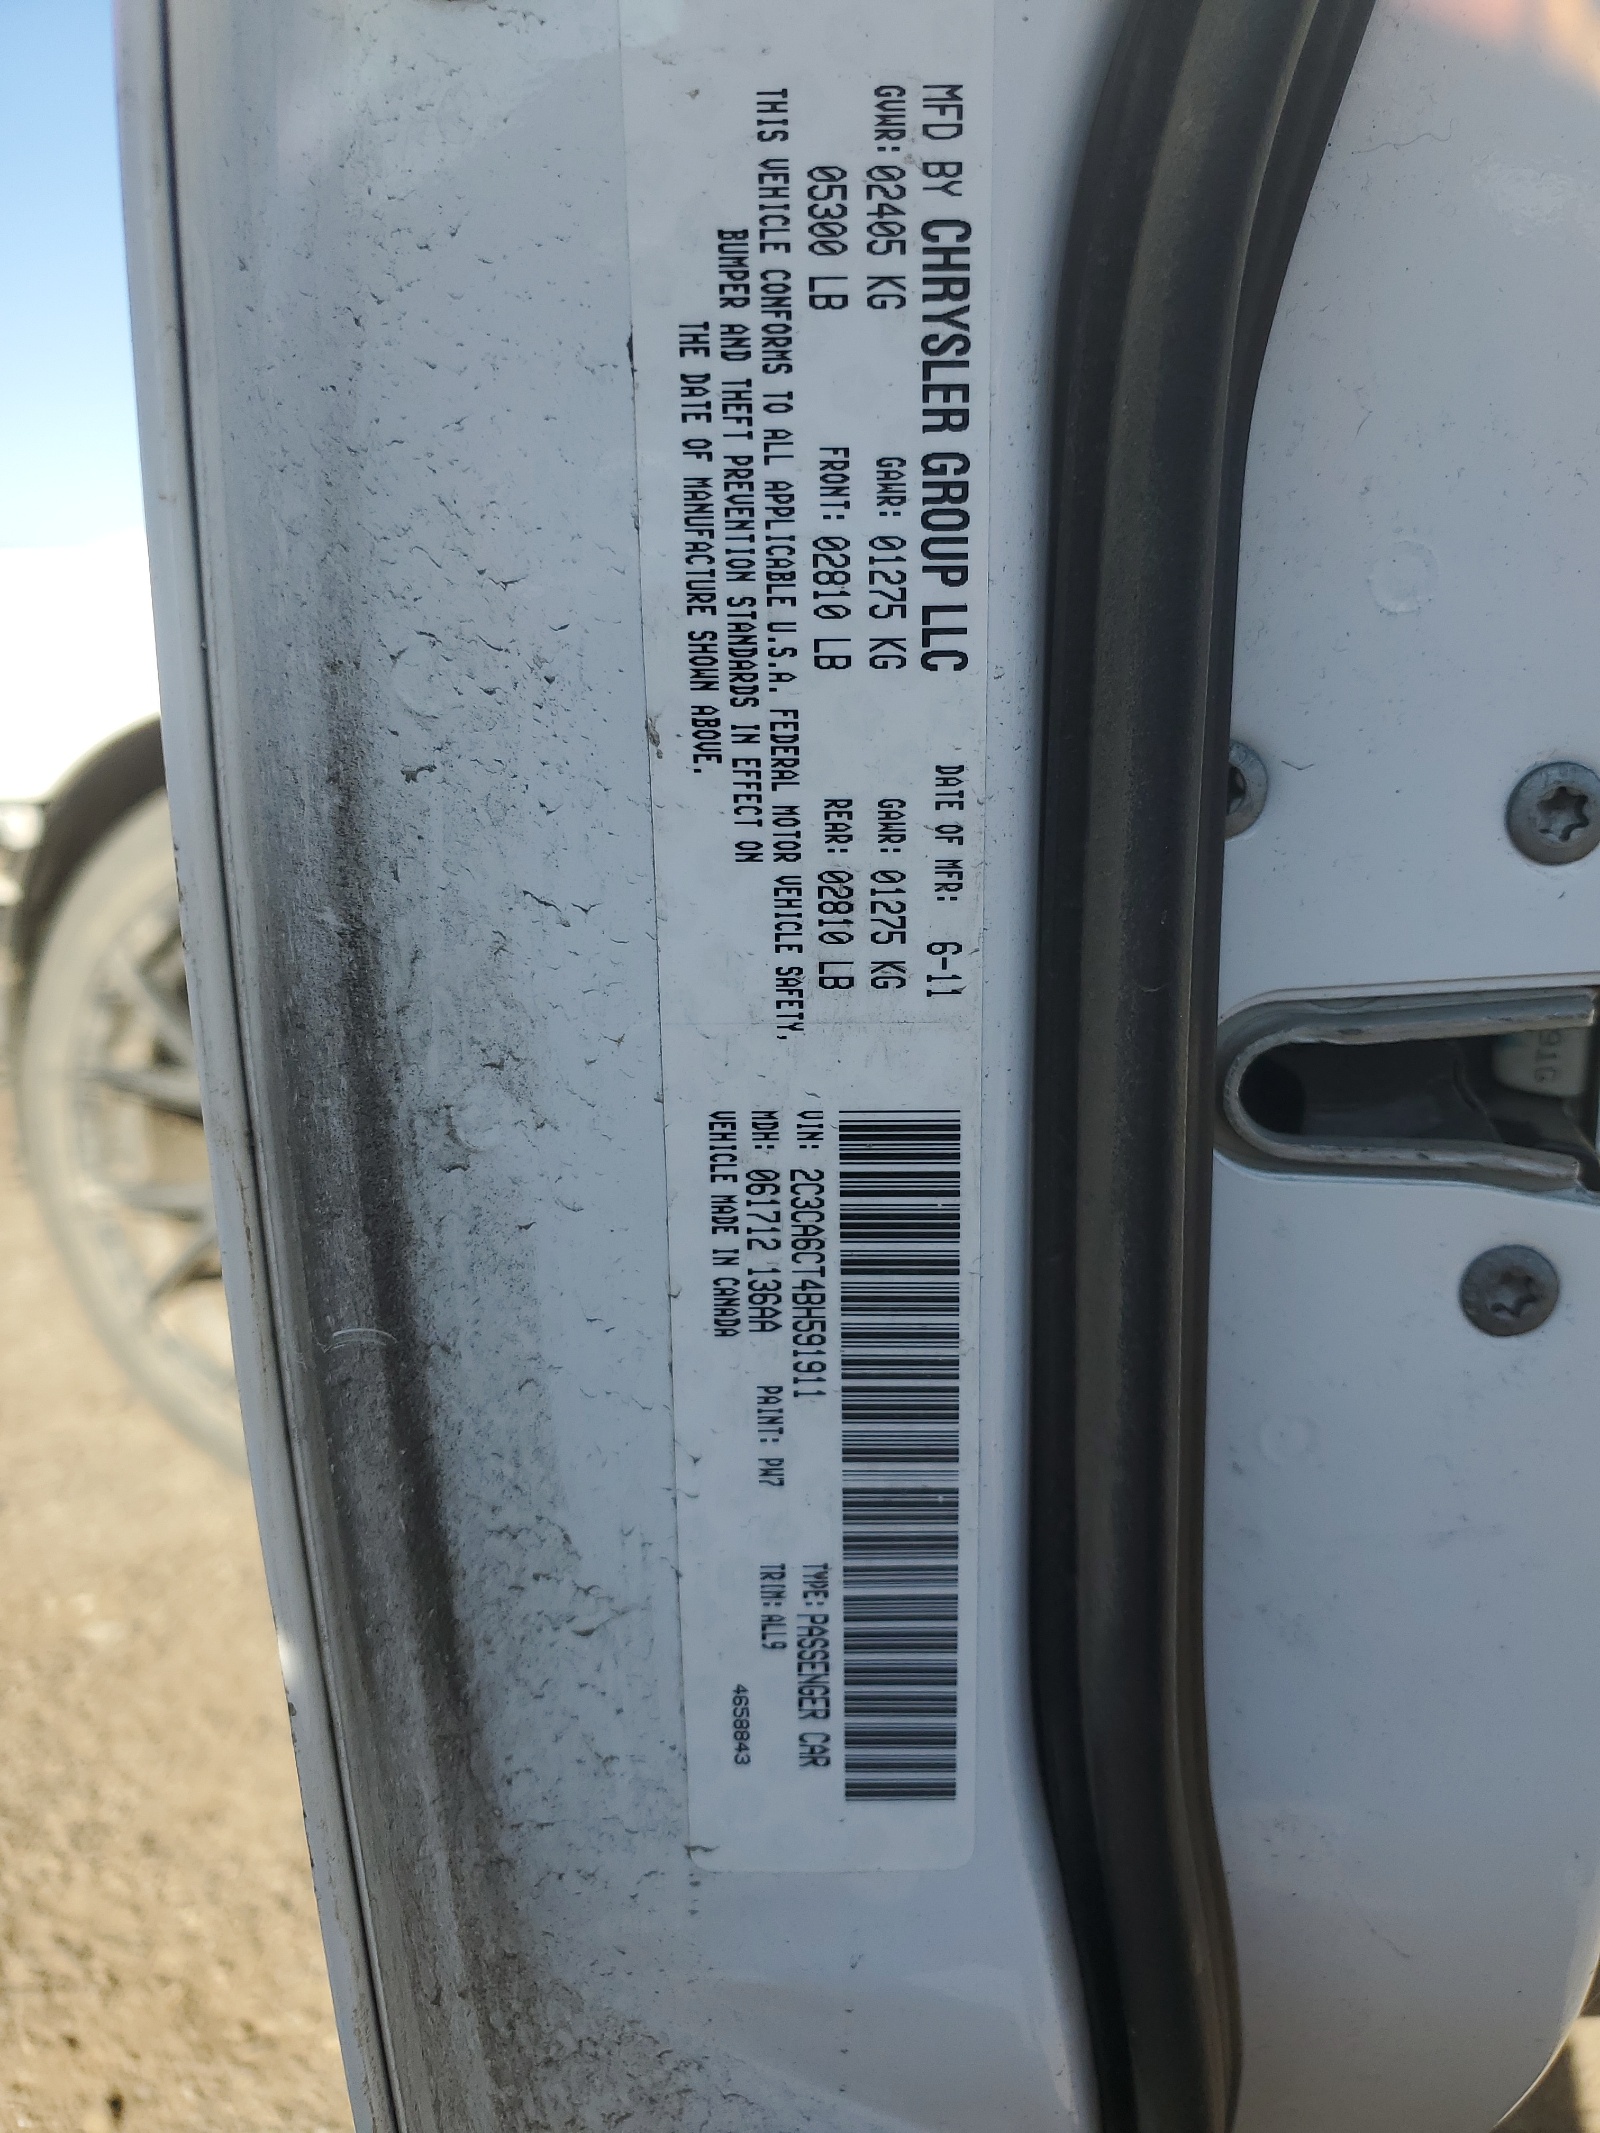 MFD BY CHRYSLER GROUP LLC DATE OF MFR: 6-11
GVWR: 02405 KG GAWR: 01275 KG GAWR: 01275 KG
05300 LB FRONT: 02810 LB REAR: 02810 LB
THIS VEHICLE CONFORMS TO ALL APPLICABLE U.S.A. FEDERAL MOTOR VEHICLE SAFETY,
BUMPER AND THEFT PREVENTION STANDARDS IN EFFECT ON
THE DATE OF MANUFACTURE SHOWN ABOVE.
VIN: 2C3CA6CT4BH591911 TYPE: PASSENGER CAR
MDH: 061712 136AA PAINT: PW7 TRIM: ALL9
VEHICLE MADE IN CANADA 4658843